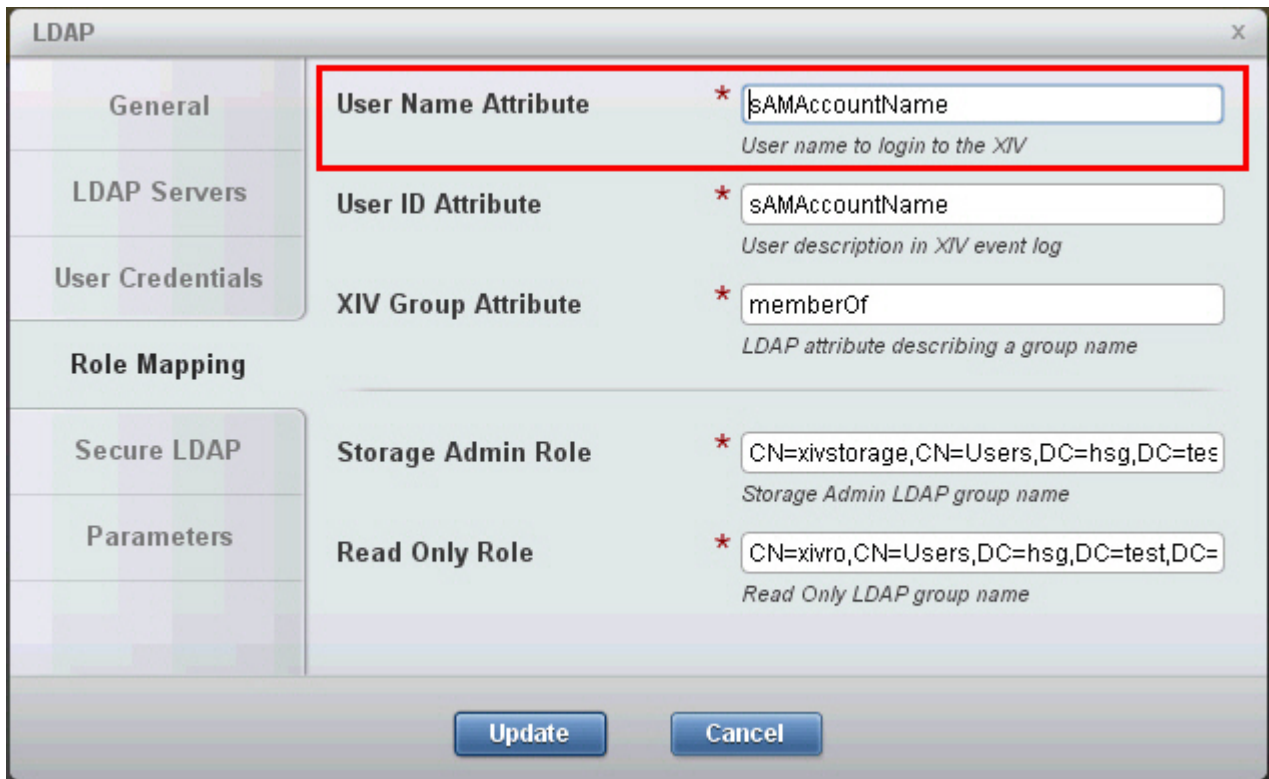 LDAP x
General
LDAP Servers
User Credentials
Role Mapping
Secure LDAP
Parameters
User Name Attribute * sAMAccountName
User name to login to the XIV
User ID Attribute * sAMAccountName
User description in XIV event log
XIV Group Attribute * memberOf
LDAP attribute describing a group name
Storage Admin Role * CN=xivstorage,CN=Users,DC=hsg,DC=tes
Storage Admin LDAP group name
Read Only Role * CN=xivro,CN=Users,DC=hsg,DC=test,DC=
Read Only LDAP group name
Update Cancel